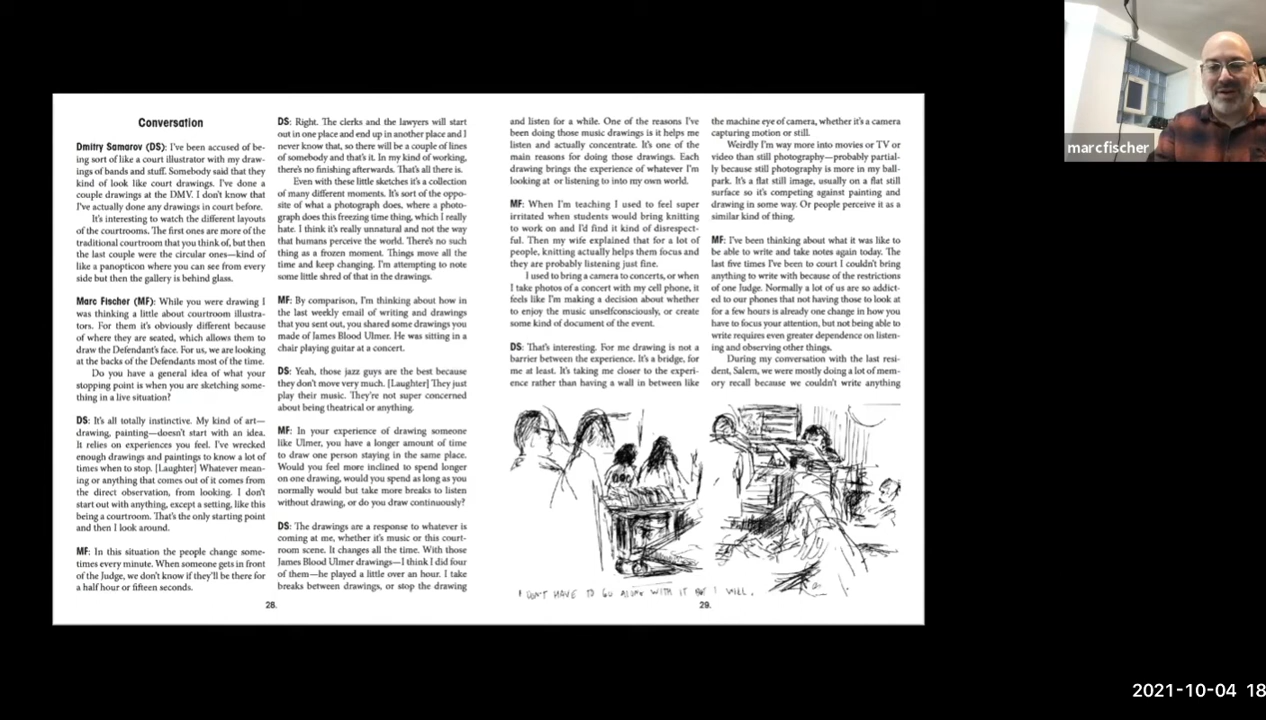 Conversation
Dmitry Samarov (DS): I've been accused of be-
ing sort of like a court illustrator with my draw-
ings of bands and stuff. Somebody said that they
kind of look like court drawings. I've done a
couple drawings at the DMV. I don't know that
I've actually done any drawings in court before.
It's interesting to watch the different layouts
of the courtrooms. The first ones are more of the
traditional courtroom that you think of, but then
the last couple were the circular ones—kind of
like a panopticon where you can see from every
side but then the gallery is behind glass.
Marc Fischer (MF): While you were drawing I
was thinking a little about courtroom illustra-
tors. For them it's obviously different because
of where they are seated, which allows them to
draw the Defendant's face. For us, we are looking
at the backs of the Defendants most of the time.
Do you have a general idea of what your
stopping point is when you are sketching some-
thing in a live situation?
DS: It's all totally instinctive. My kind of art—
drawing, painting—doesn't start with an idea.
It relies on experiences you feel. I've wrecked
enough drawings and paintings to know a lot of
times when to stop. [Laughter] Whatever mean-
ing or anything that comes out of it comes from
the direct observation, from looking. I don't
start out with anything, except a setting, like this
being a courtroom. That's the only starting point
and then I look around.
MF: In this situation the people change some-
times every minute. When someone gets in front
of the Judge, we don't know if they'll be there for
a half hour or fifteen seconds.
DS: Right. The clerks and the lawyers will start
out in one place and end up in another place and I
never know that, so there will be a couple of lines
of somebody and that's it. In my kind of working,
there's no finishing afterwards. That's all there is.
Even with these little sketches it's a collection
of many different moments. It's sort of the oppo-
site of what a photograph does, where a photo-
graph does this freezing time thing, which I really
hate. I think it's really unnatural and not the way
that humans perceive the world. There's no such
thing as a frozen moment. Things move all the
time and keep changing. I'm attempting to note
some little shred of that in the drawings.
MF: By comparison, I'm thinking about how in
the last weekly email of writing and drawings
that you sent out, you shared some drawings you
made of James Blood Ulmer. He was sitting in a
chair playing guitar at a concert.
DS: Yeah, those jazz guys are the best because
they don't move very much. [Laughter] They just
play their music. They're not super concerned
about being theatrical or anything.
MF: In your experience of drawing someone
like Ulmer, you have a longer amount of time
to draw one person staying in the same place.
Would you feel more inclined to spend longer
on one drawing, would you spend as long as you
normally would but take more breaks to listen
without drawing, or do you draw continuously?
DS: The drawings are a response to whatever is
coming at me, whether it's music or this court-
room scene. It changes all the time. With those
James Blood Ulmer drawings—I think I did four
of them—he played a little over an hour. I take
breaks between drawings, or stop the drawing
28.
and listen for a while. One of the reasons I've
been doing those music drawings is it helps me
listen and actually concentrate. It's one of the
main reasons for doing those drawings. Each
drawing brings the experience of whatever I'm
looking at or listening to into my own world.
MF: When I'm teaching I used to feel super
irritated when students would bring knitting
to work on and I'd find it kind of disrespect-
ful. Then my wife explained that for a lot of
people, knitting actually helps them focus and
they are probably listening just fine.
I used to bring a camera to concerts, or when
I take photos of a concert with my cell phone, it
feels like I'm making a decision about whether
to enjoy the music unselfconsciously, or create
some kind of document of the event.
DS: That's interesting. For me drawing is not a
barrier between the experience. It's a bridge, for
me at least. It's taking me closer to the experi-
ence rather than having a wall in between like
the machine eye of camera, whether it's a camera
capturing motion or still.
Weirdly I'm way more into movies or TV or
video than still photography—probably partial-
ly because still photography is more in my ball-
park. It's a flat still image, usually on a flat still
surface so it's competing against painting and
drawing in some way. Or people perceive it as a
similar kind of thing.
MF: I've been thinking about what it was like to
be able to write and take notes again today. The
last five times I've been to court I couldn't bring
anything to write with because of the restrictions
of one Judge. Normally a lot of us are so addict-
ed to our phones that not having those to look at
for a few hours is already one change in how you
have to focus your attention, but not being able to
write requires even greater dependence on listen-
ing and observing other things.
During my conversation with the last resi-
dent, Salem, we were mostly doing a lot of mem-
ory recall because we couldn't write anything
I DON'T HAVE TO GO ALONG WITH IT BUT I WILL.
29.
marcfischer
2021-10-04 18